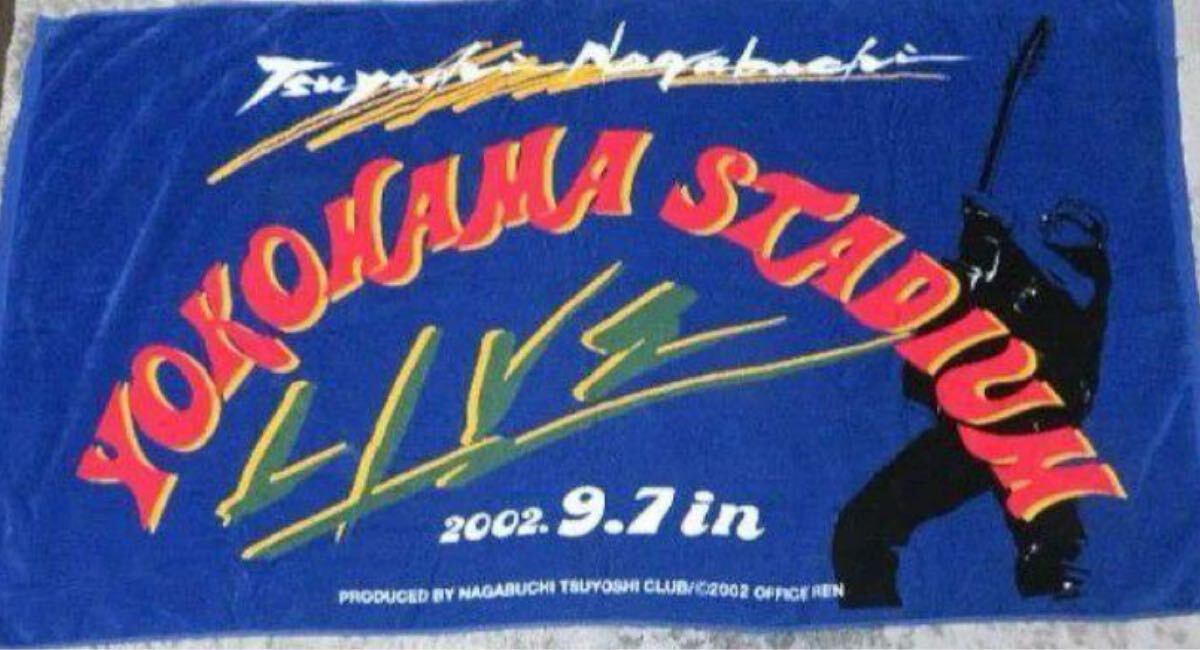 Tsuyoshi Nagabuchi
YOKOHAMA STADIUM
LIVE
2002. 9.7 in
PRODUCED BY NAGABUCHI TSUYOSHI CLUB/©2002 OFFICE REN